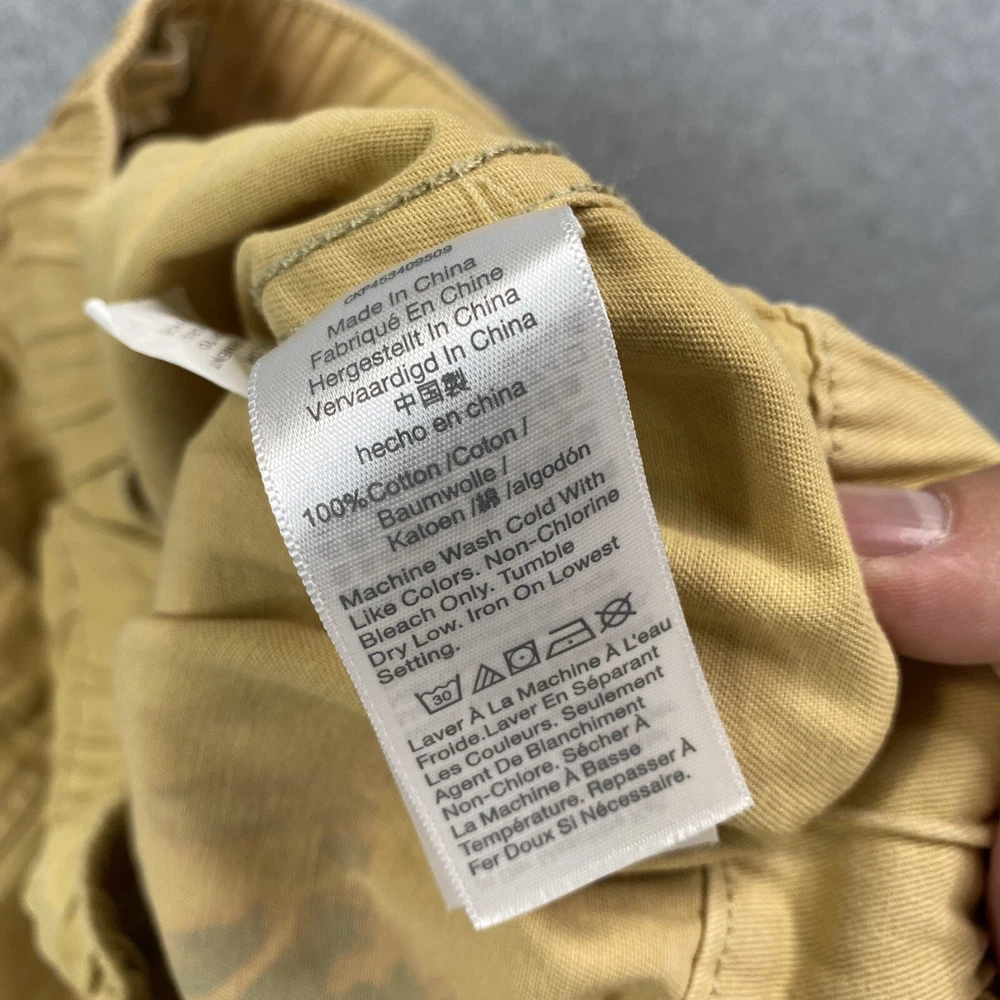 CKP453409509
Made In China
Fabriqué En Chine
Hergestellt In China
Vervaardigd In China
中国製
hecho en china
100%Cotton /Coton /
Baumwolle /
Katoen /綿 /algodón
Machine Wash Cold With
Like Colors. Non-Chlorine
Bleach Only. Tumble
Dry Low. Iron On Lowest
Setting.
30
Laver À La Machine À L'eau
Froide.Laver En Séparant
Les Couleurs. Seulement
Agent De Blanchiment
Non-Chlore. Sécher À
La Machine À Basse
Température. Repasser À
Fer Doux Si Nécessaire.